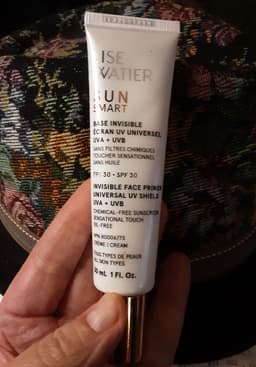 LISE
WATIER
SUN
SMART
BASE INVISIBLE
ÉCRAN UV UNIVERSEL
UVA + UVB
SANS FILTRES CHIMIQUES
TOUCHER SENSATIONNEL
SANS HUILE
FPS 30 • SPF 30
INVISIBLE FACE PRIMER
UNIVERSAL UV SHIELD
UVA + UVB
CHEMICAL-FREE SUNSCREEN
SENSATIONAL TOUCH
OIL-FREE
NPN 80006775
CRÈME | CREAM
TOUS TYPES DE PEAUX
ALL SKIN TYPES
30 mL 1 Fl. Oz.